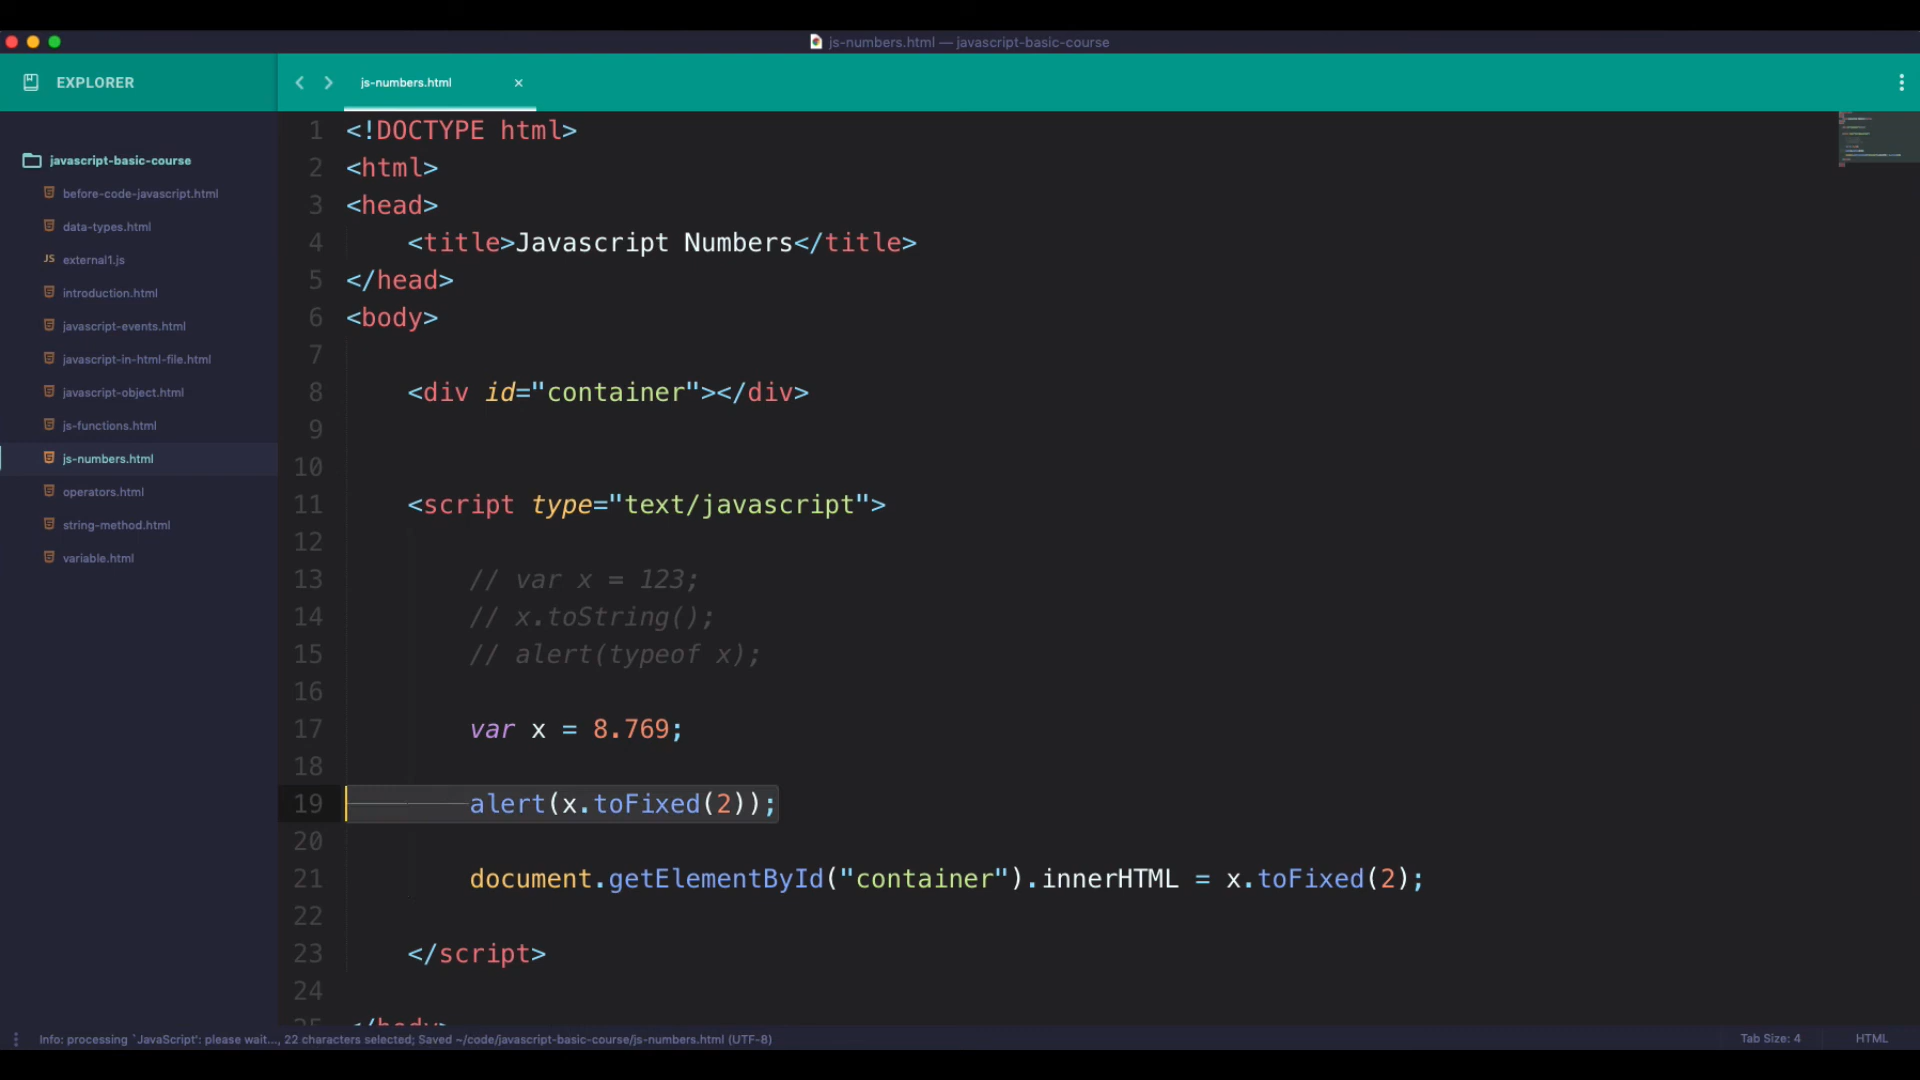 js-numbers.html — javascript-basic-course
EXPLORER
js-numbers.html ×
javascript-basic-course
before-code-javascript.html
data-types.html
JS external1.js
introduction.html
javascript-events.html
javascript-in-html-file.html
javascript-object.html
js-functions.html
js-numbers.html
operators.html
string-method.html
variable.html
1 <!DOCTYPE html>
2 <html>
3 <head>
4 <title>Javascript Numbers</title>
5 </head>
6 <body>
7
8 <div id="container"></div>
9
10
11 <script type="text/javascript">
12
13 // var x = 123;
14 // x.toString();
15 // alert(typeof x);
16
17 var x = 8.769;
18
19 alert(x.toFixed(2));
20
21 document.getElementById("container").innerHTML = x.toFixed(2);
22
23 </script>
24
25 </body>
Info: processing `JavaScript': please wait..., 22 characters selected; Saved ~/code/javascript-basic-course/js-numbers.html (UTF-8)
Tab Size: 4
HTML